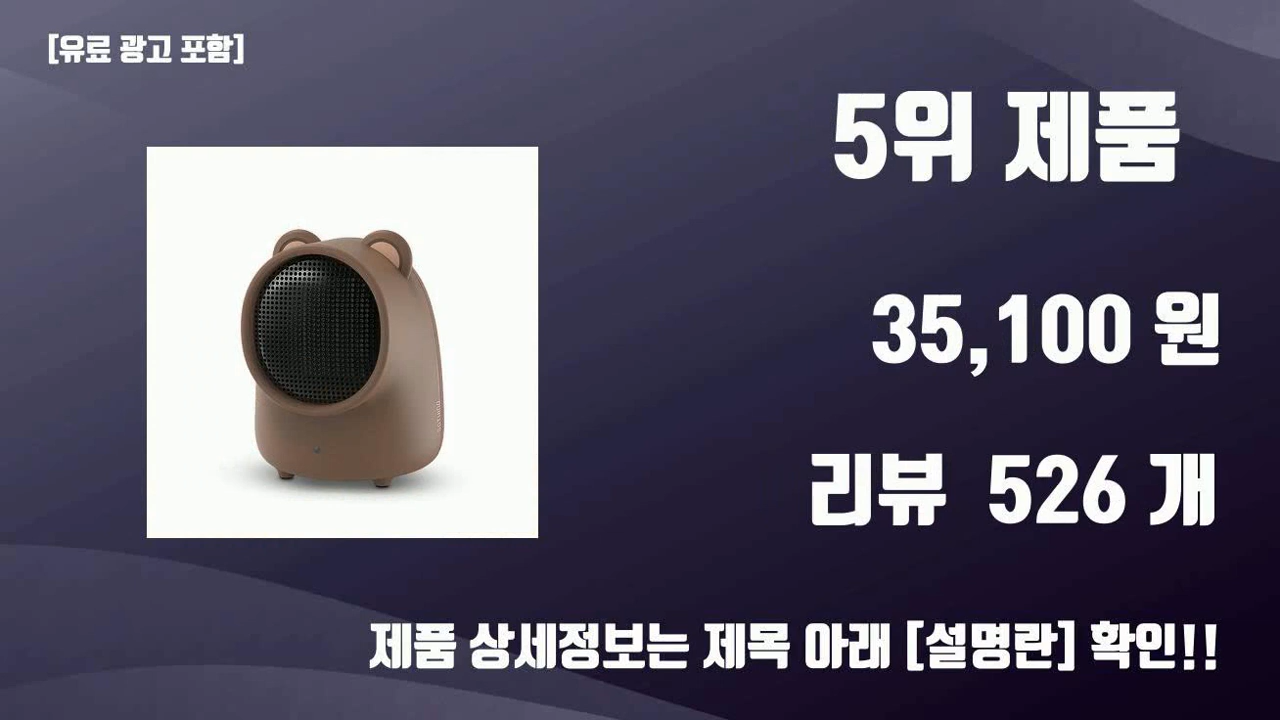 [유료 광고 포함]
5위 제품
35,100 원
리뷰 526 개
제품 상세정보는 제목 아래 [설명란] 확인!!